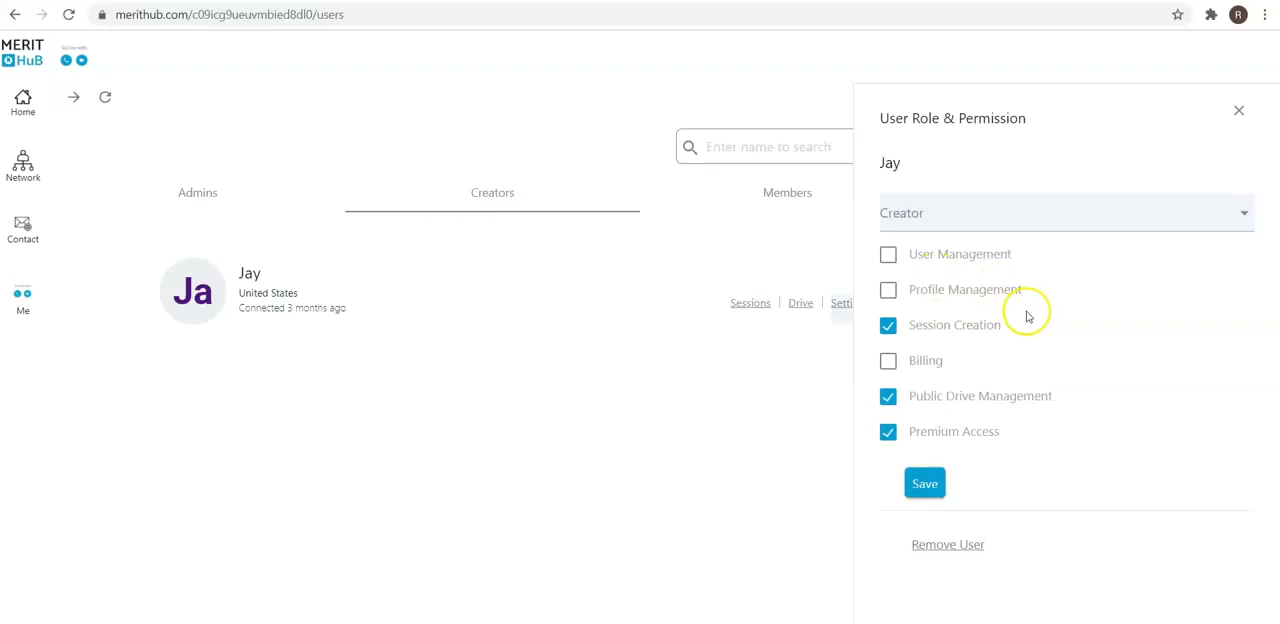 merithub.com/c09icg9ueuvmbied8dl0/users
R
MERIT
HUB
Home
Network
Contact
Me
Enter name to search
Admins
Creators
Members
Ja
Jay
United States
Connected 3 months ago
Sessions
Drive
Setti
User Role & Permission
Jay
Creator
User Management
Profile Management
Session Creation
Billing
Public Drive Management
Premium Access
Save
Remove User